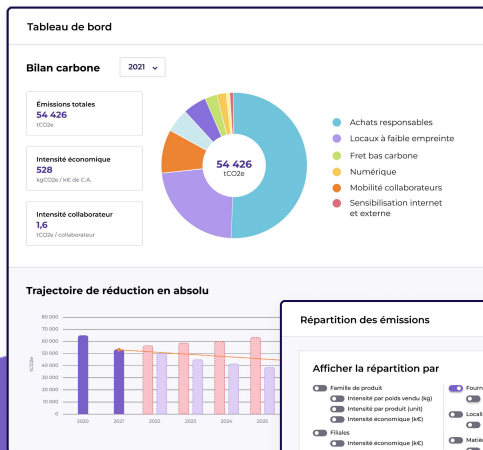 Tableau de bord
Bilan carbone
2021
Émissions totales
54 426
tCO2e
Intensité économique
528
kgCO2e / k€ de C.A.
Intensité collaborateur
1,6
tCO2e / collaborateur
54 426
tCO2e
Achats responsables
Locaux à faible empreinte
Fret bas carbone
Numérique
Mobilité collaborateurs
Sensibilisation internet
et externe
Trajectoire de réduction en absolu
tCO2e
80 000
70 000
60 000
50 000
40 000
30 000
20 000
10 000
0
2020
2021
2022
2023
2024
2025
Répartition des émissions
Afficher la répartition par
Famille de produit
Intensité par poids vendu (kg)
Intensité par produit (unit)
Intensité économique (k€)
Filiales
Intensité économique (k€)
Fourn
Locali
Matiè